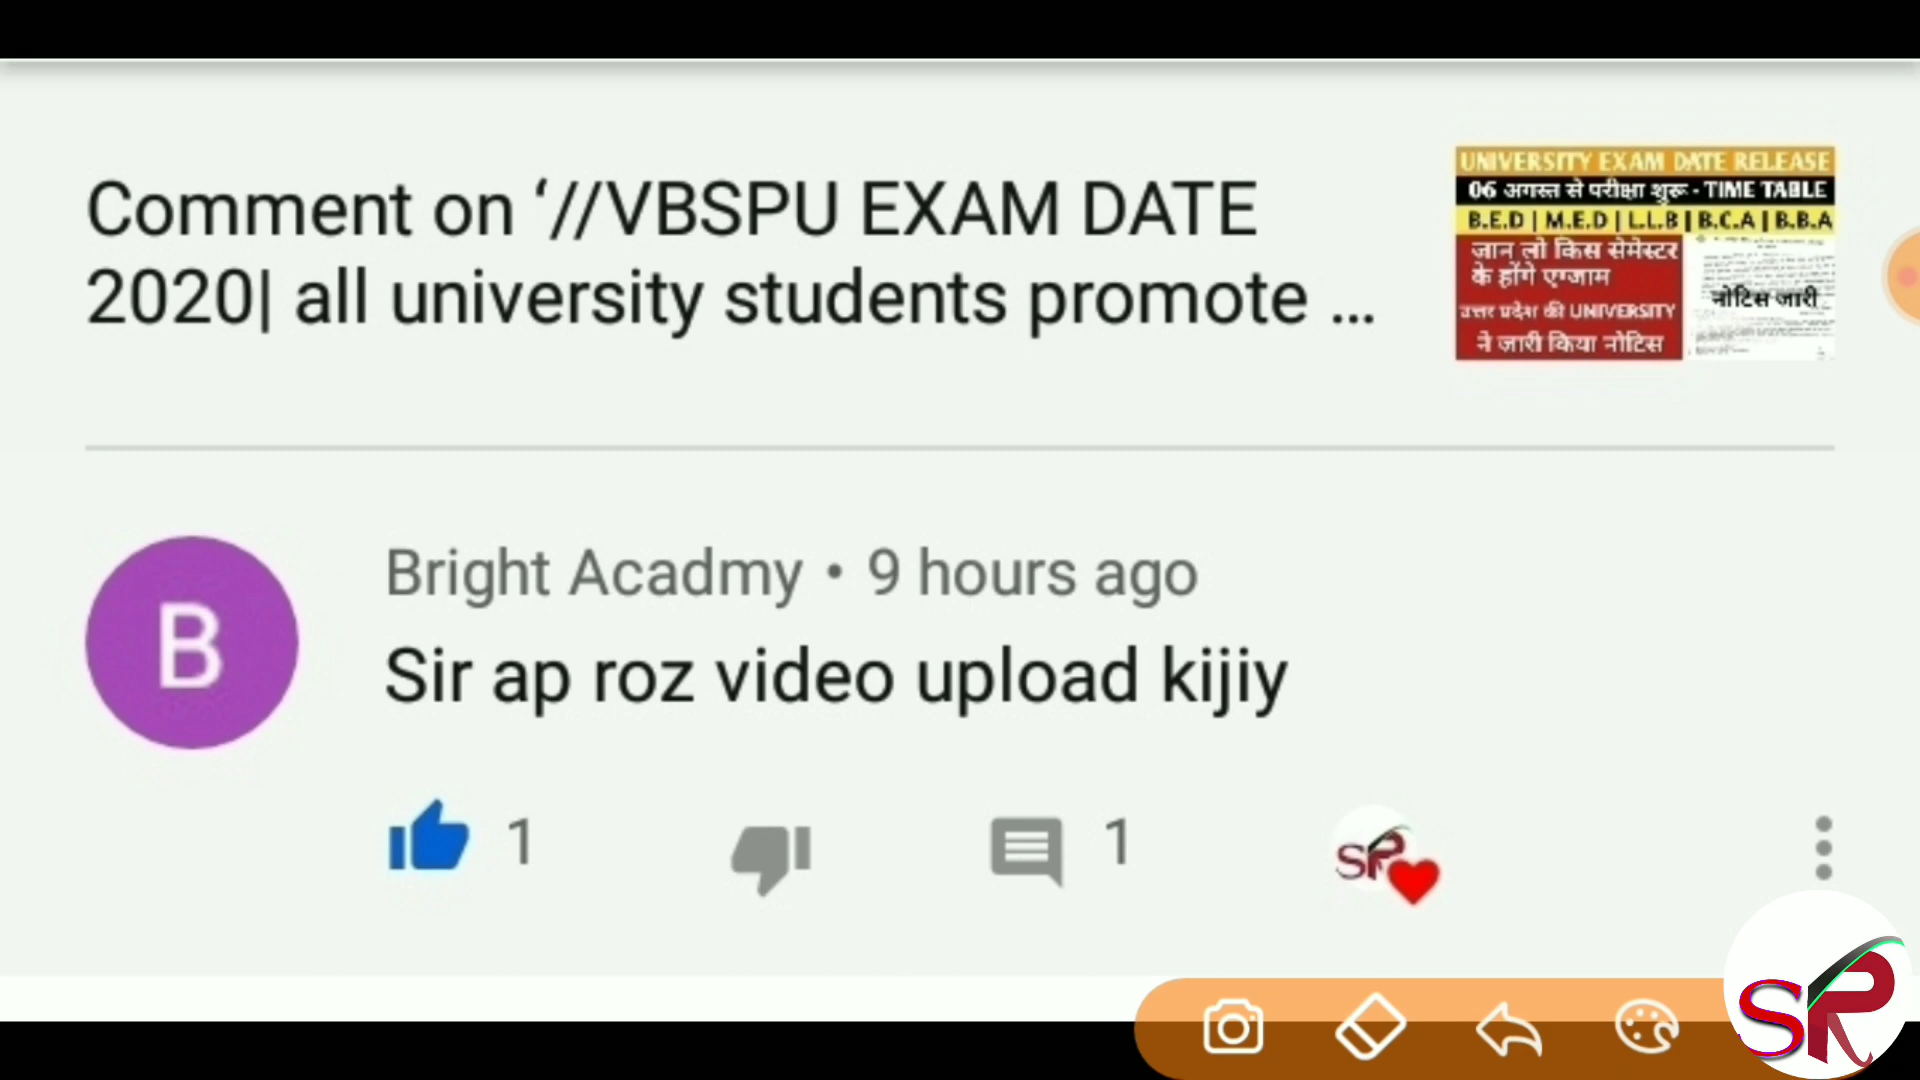 Comment on ‘//VBSPU EXAM DATE
2020| all university students promote ...
UNIVERSITY EXAM DATE RELEASE
06 अगस्त से परीक्षा शुरू - TIME TABLE
B.E.D | M.E.D | L.L.B | B.C.A | B.B.A
जान लो किस सेमेस्टर
के होंगे एग्जाम
उत्तर प्रदेश की UNIVERSITY
ने जारी किया नोटिस
नोटिस जारी
B
Bright Acadmy • 9 hours ago
Sir ap roz video upload kijiy
1
1
SR
SR